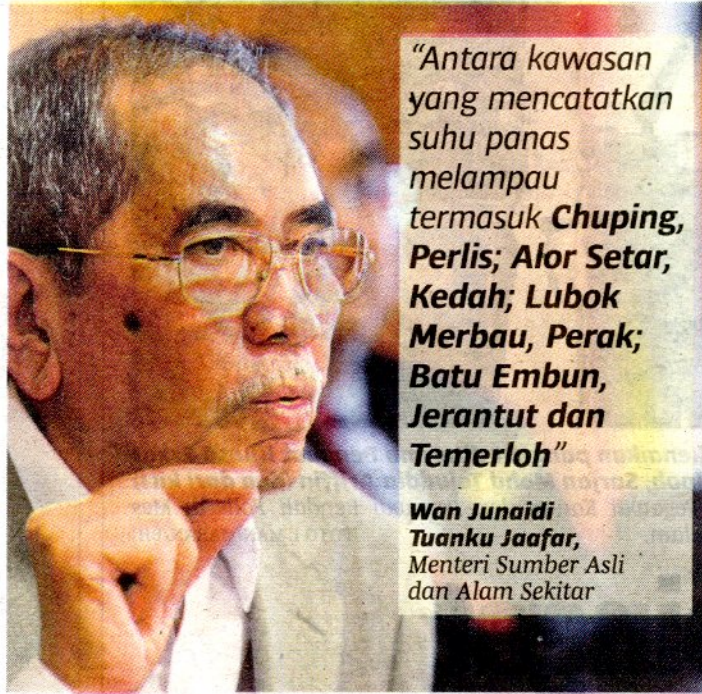 “Antara kawasan
yang mencatatkan
suhu panas
melampau
termasuk Chuping,
Perlis; Alor Setar,
Kedah; Lubok
Merbau, Perak;
Batu Embun,
Jerantut dan
Temerloh”
Wan Junaidi
Tuanku Jaafar,
Menteri Sumber Asli
dan Alam Sekitar